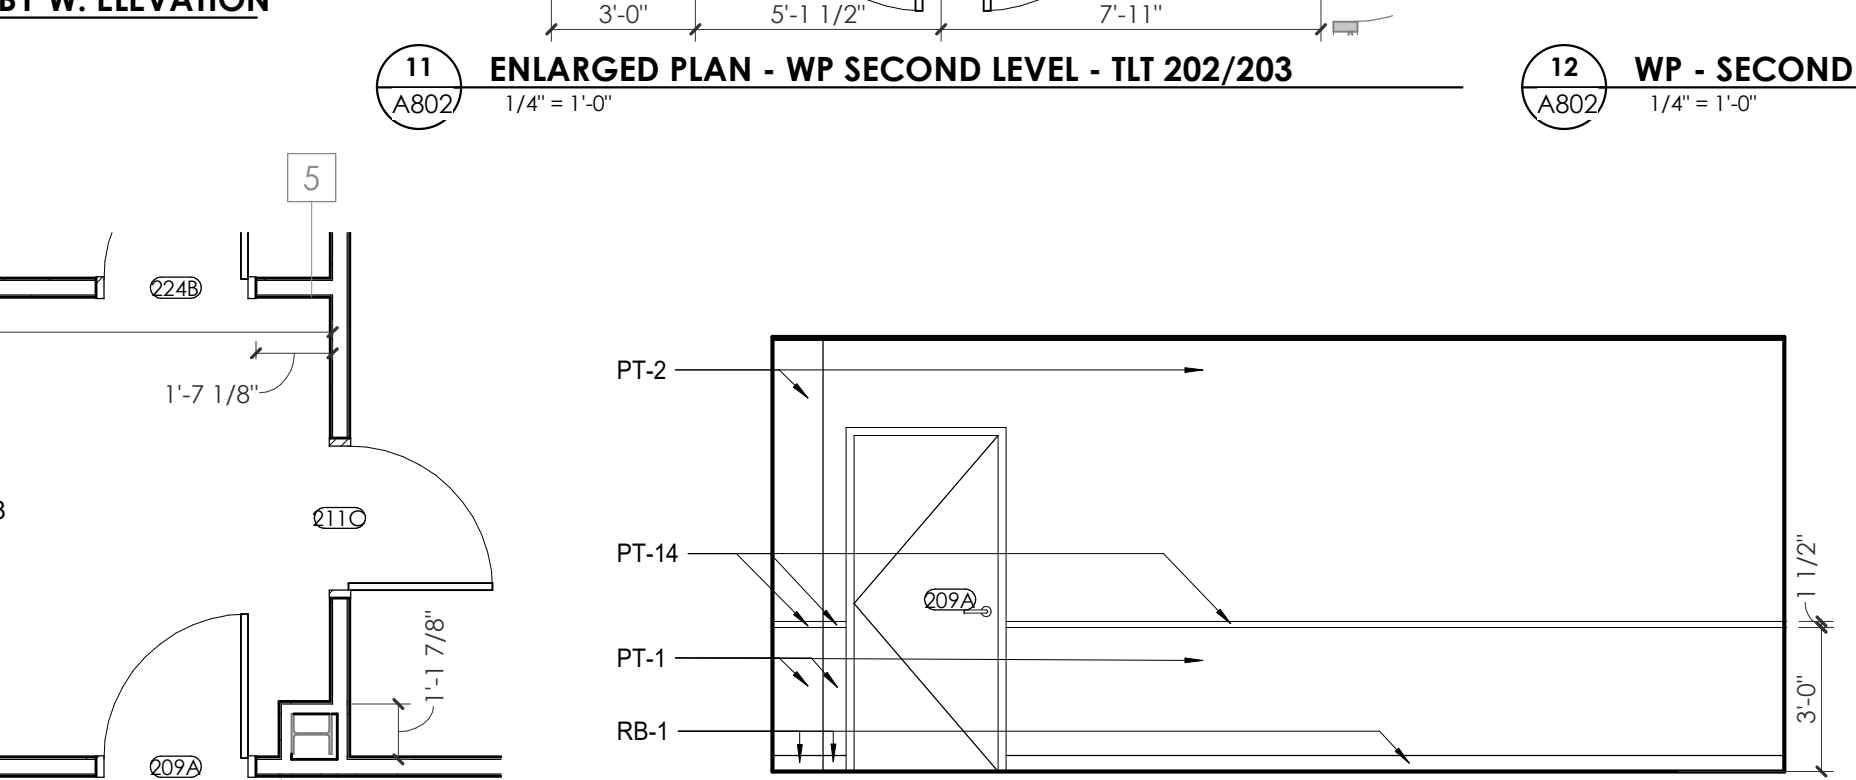 BY W. ELEVATION
3'-0"
5'-1 1/2"
7'-11"
11
A802
ENLARGED PLAN - WP SECOND LEVEL - TLT 202/203
1/4" = 1'-0"
12
A802
WP - SECOND
1/4" = 1'-0"
5
224B
1'-7 1/8"
211C
1'-1 7/8"
209A
PT-2
PT-14
209A
PT-1
RB-1
1 1/2"
3'-0"